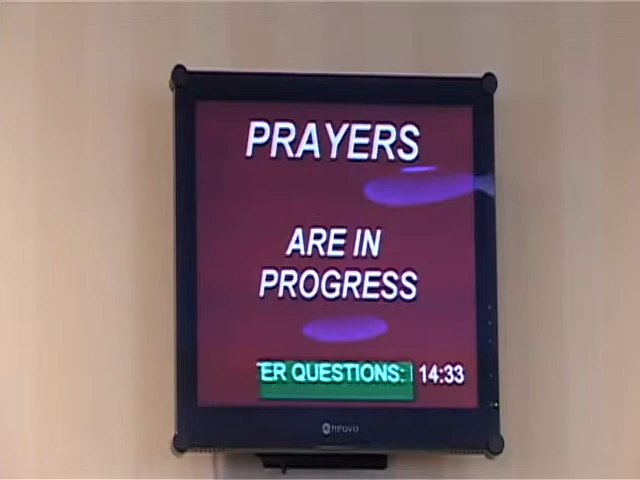 PRAYERS
ARE IN
PROGRESS
ER QUESTIONS: 14:33
neovo